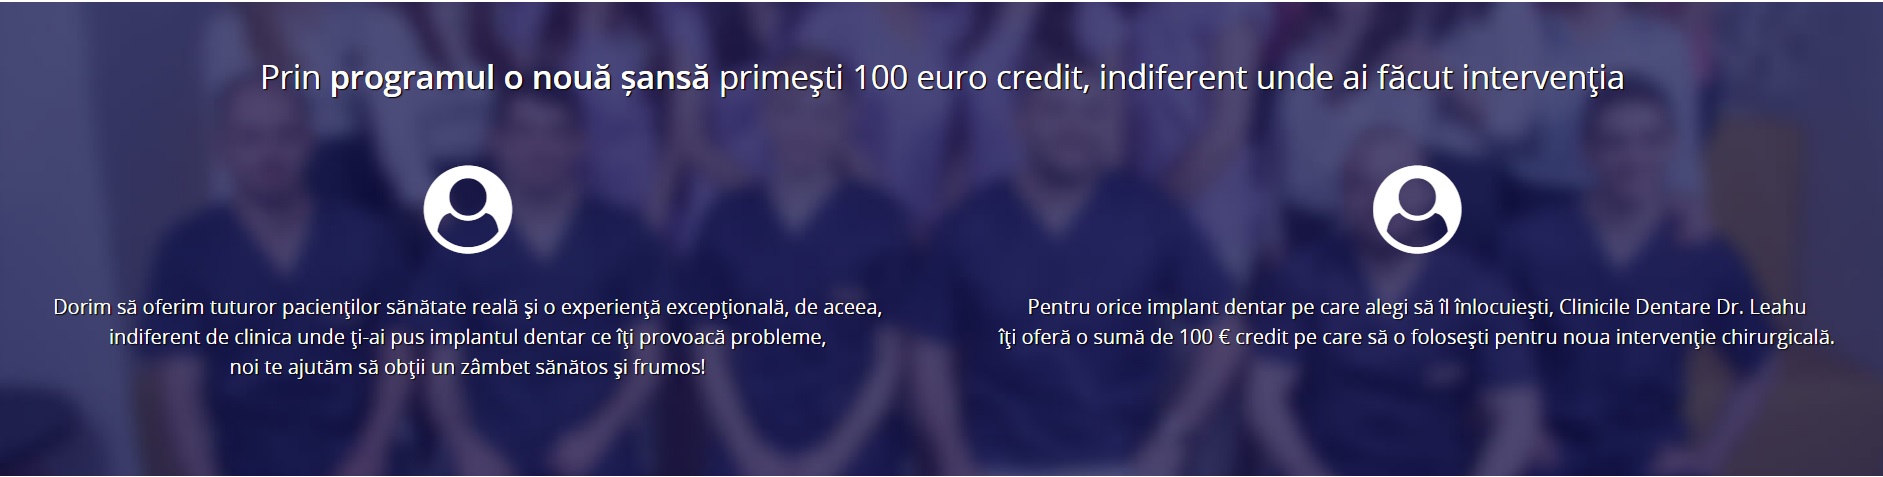 Prin programul o nouă șansă primeşti 100 euro credit, indiferent unde ai făcut intervenţia
Dorim să oferim tuturor pacienţilor sănătate reală şi o experienţă excepţională, de aceea,
indiferent de clinica unde ţi-ai pus implantul dentar ce îţi provoacă probleme,
noi te ajutăm să obţii un zâmbet sănătos şi frumos!
Pentru orice implant dentar pe care alegi să îl înlocuieşti, Clinicile Dentare Dr. Leahu
îţi oferă o sumă de 100 € credit pe care să o foloseşti pentru noua intervenţie chirurgicală.